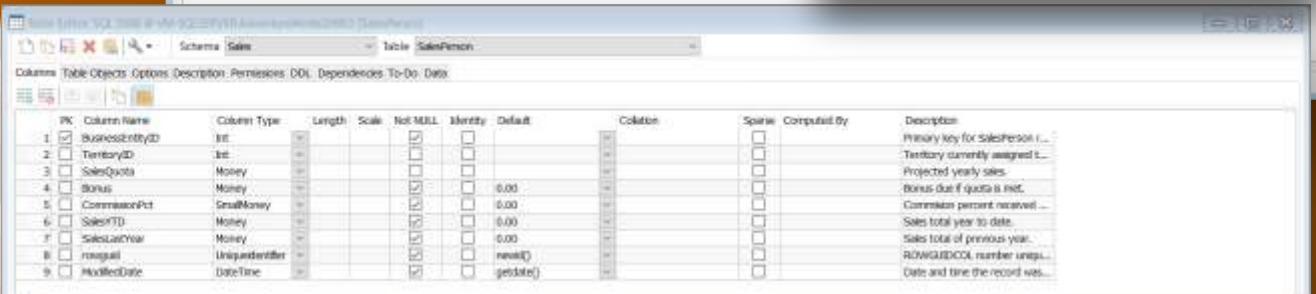 Schema Sales Table SalesPerson
Columns Table Objects Options Description Permissions DDL Dependencies To-Do Data
PK Column Name Column Type Length Scale Not NULL Identity Default Collation Sparse Computed By Description
1 BusinessEntityID Int Primary key for SalesPerson r...
2 TerritoryID Int Territory currently assigned t...
3 SalesQuota Money Projected yearly sales.
4 Bonus Money 0.00 Bonus due if quota is met.
5 CommissionPct SmallMoney 0.00 Commision percent received ...
6 SalesYTD Money 0.00 Sales total year to date.
7 SalesLastYear Money 0.00 Sales total of previous year.
8 rowguid Uniqueidentifier newid() ROWGUIDCOL number uniqu...
9 ModifiedDate DateTime getdate() Date and time the record was...